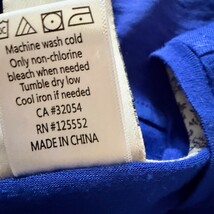 Machine wash cold
Only non-chlorine
bleach when needed
Tumble dry low
Cool iron if needed
CA #32054
RN #125552
MADE IN CHINA